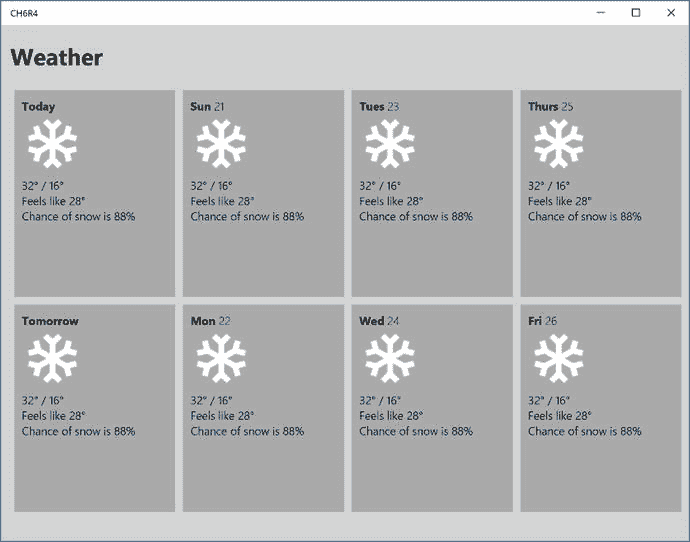 CH6R4
Weather
Today
32° / 16°
Feels like 28°
Chance of snow is 88%
Sun 21
32° / 16°
Feels like 28°
Chance of snow is 88%
Tues 23
32° / 16°
Feels like 28°
Chance of snow is 88%
Thurs 25
32° / 16°
Feels like 28°
Chance of snow is 88%
Tomorrow
32° / 16°
Feels like 28°
Chance of snow is 88%
Mon 22
32° / 16°
Feels like 28°
Chance of snow is 88%
Wed 24
32° / 16°
Feels like 28°
Chance of snow is 88%
Fri 26
32° / 16°
Feels like 28°
Chance of snow is 88%